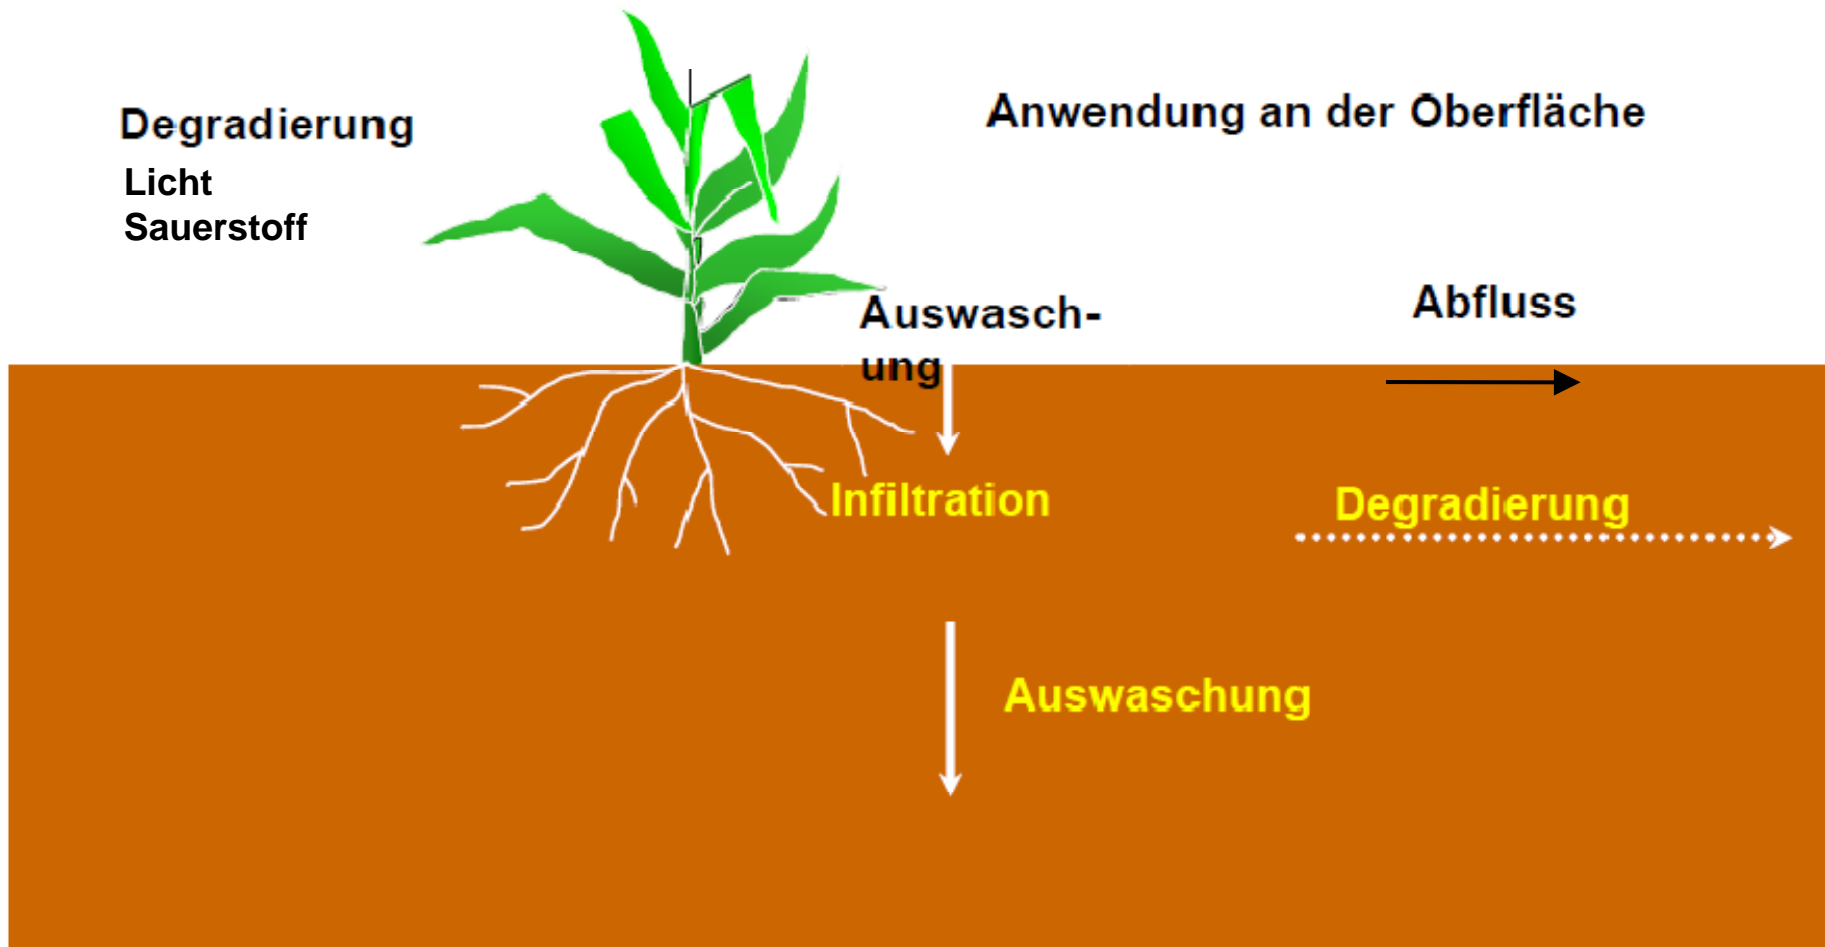 Degradierung
Licht
Sauerstoff
Anwendung an der Oberfläche
Auswasch-
ung
Abfluss
Infiltration
Degradierung
Auswaschung